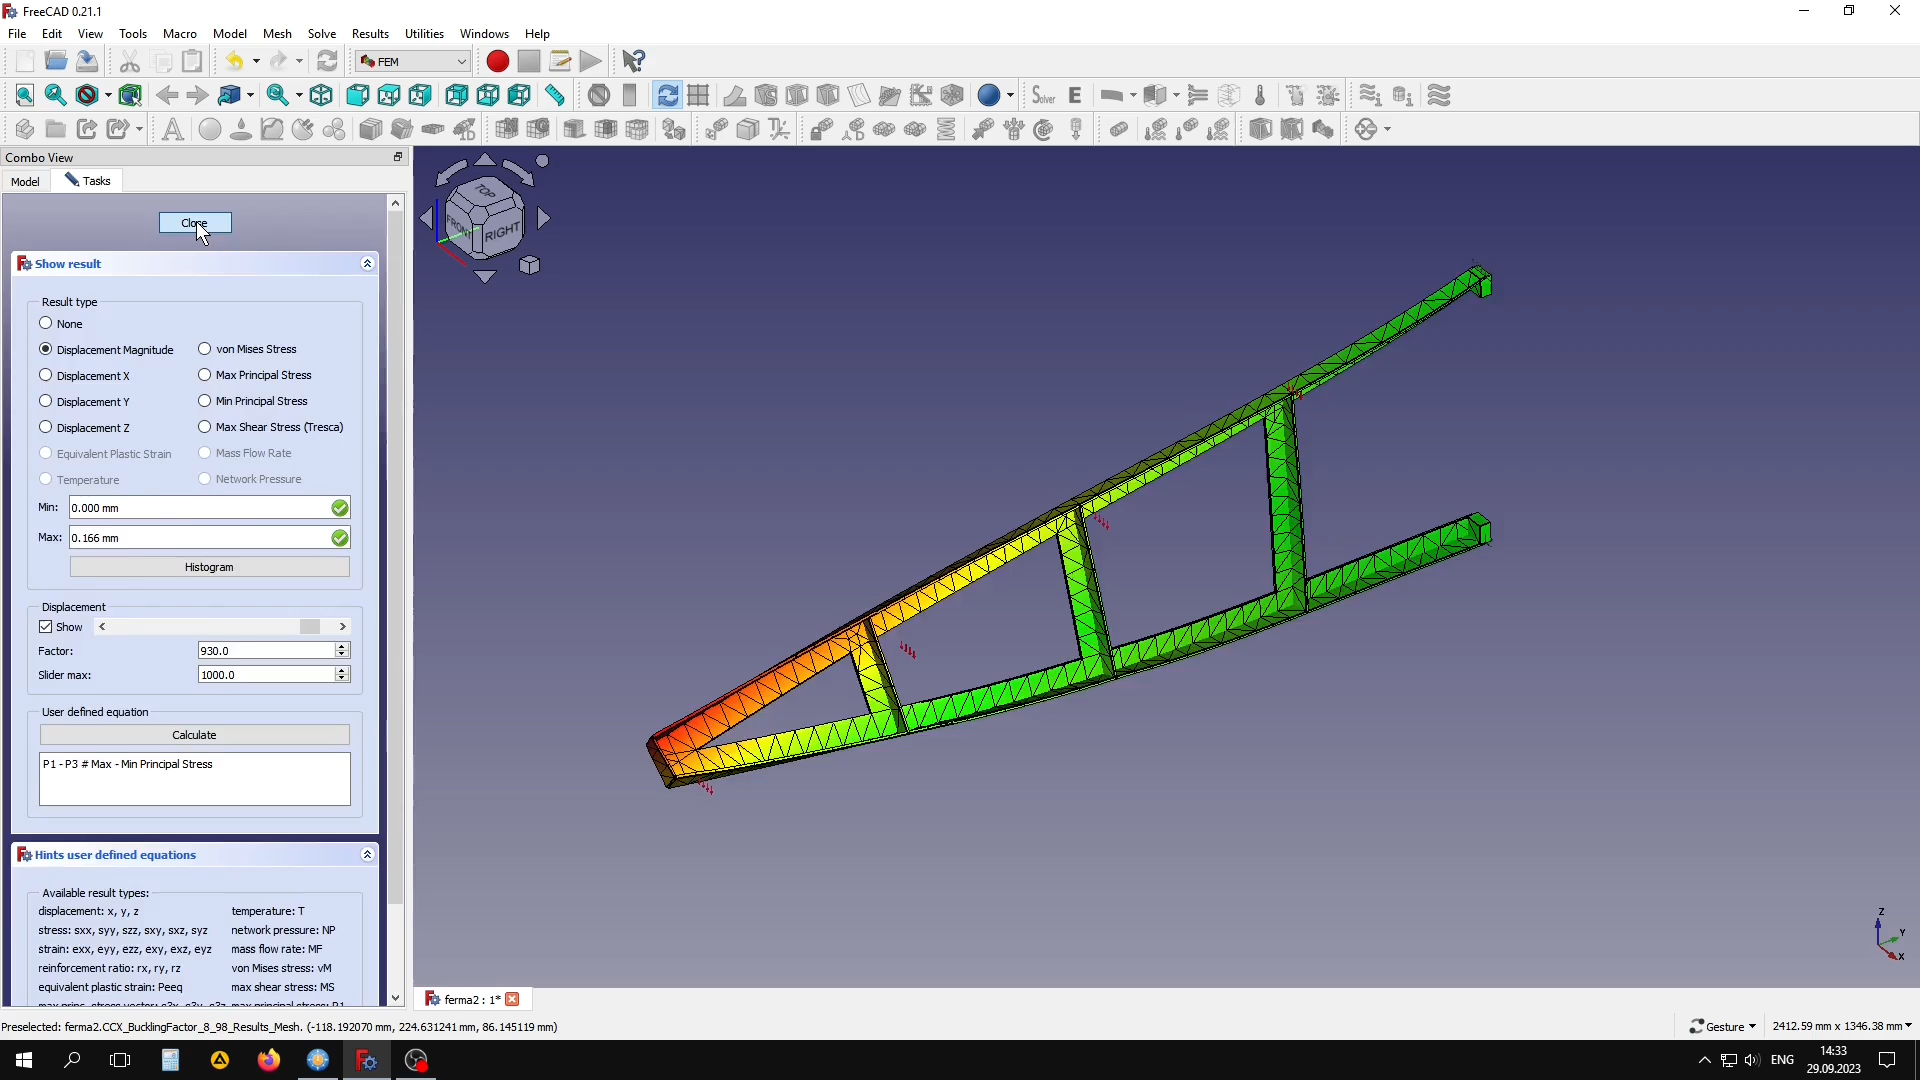 FreeCAD 0.21.1
File Edit View Tools Macro Model Mesh Solve Results Utilities Windows Help
FEM
Solver E
Combo View
Model Tasks
Close
TOP
FRONT RIGHT
Show result
Result type
None
Displacement Magnitude von Mises Stress
Displacement X Max Principal Stress
Displacement Y Min Principal Stress
Displacement Z Max Shear Stress (Tresca)
Equivalent Plastic Strain Mass Flow Rate
Temperature Network Pressure
Min: 0.000 mm
Max: 0.166 mm
Histogram
Displacement
Show
Factor: 930.0
Slider max: 1000.0
User defined equation
Calculate
P1 - P3 # Max - Min Principal Stress
Hints user defined equations
Available result types:
displacement: x, y, z temperature: T
stress: sxx, syy, szz, sxy, sxz, syz network pressure: NP
strain: exx, eyy, ezz, exy, exz, eyz mass flow rate: MF
reinforcement ratio: rx, ry, rz von Mises stress: vM
equivalent plastic strain: Peeq max shear stress: MS
Z
Y
X
ferma2 : 1*
Preselected: ferma2.CCX_BucklingFactor_8_98_Results_Mesh. (-118.192070 mm, 224.631241 mm, 86.145119 mm)
Gesture 2412.59 mm x 1346.38 mm
ENG 14:33
29.09.2023